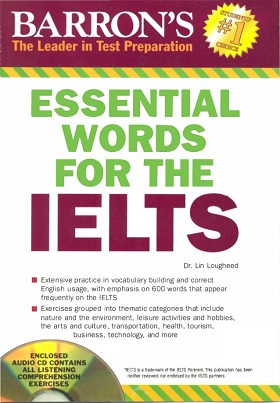 BARRON'S
The Leader in Test Preparation
STUDENTS'
#1
CHOICE
ESSENTIAL
WORDS
FOR THE
IELTS
Dr. Lin Lougheed
Extensive practice in vocabulary building and correct
English usage, with emphasis on 600 words that appear
frequently on the IELTS
Exercises grouped into thematic categories that include
nature and the environment, leisure activities and hobbies,
the arts and culture, transportation, health, tourism,
business, technology, and more
ENCLOSED
AUDIO CD CONTAINS
ALL LISTENING
COMPREHENSION
EXERCISES
*IELTS is a trademark of the IELTS Partners. This publication has been
neither reviewed nor endorsed by the IELTS partners.